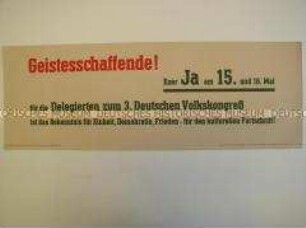 Geistesschaffende!
Euer Ja am 15. und 16. Mai
für die Delegierten zum 3. Deutschen Volkskongreß
ist das Bekenntnis für Einheit, Demokratie, Frieden - für den kulturellen Fortschritt!